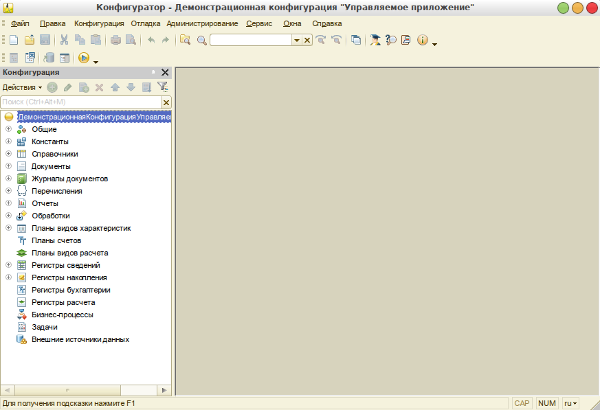 Конфигуратор - Демонстрационная конфигурация "Управляемое приложение"
Файл Правка Конфигурация Отладка Администрирование Сервис Окна Справка
Конфигурация
Действия
Поиск (Ctrl+Alt+M)
ДемонстрационнаяКонфигурацияУправляе
Общие
Константы
Справочники
Документы
Журналы документов
Перечисления
Отчеты
Обработки
Планы видов характеристик
Планы счетов
Планы видов расчета
Регистры сведений
Регистры накопления
Регистры бухгалтерии
Регистры расчета
Бизнес-процессы
Задачи
Внешние источники данных
Для получения подсказки нажмите F1
CAP NUM ru